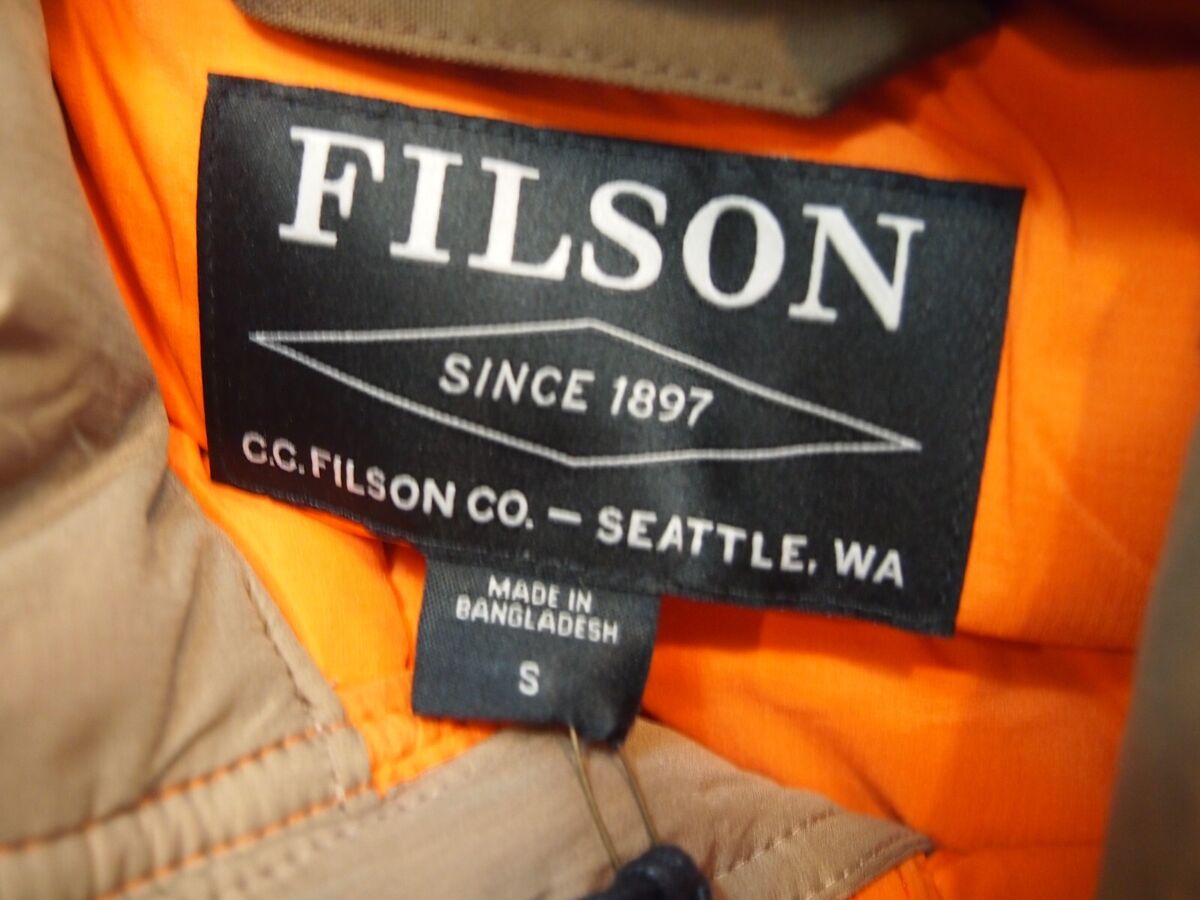 FILSON
SINCE 1897
C.C. FILSON CO. — SEATTLE, WA
MADE IN
BANGLADESH
S